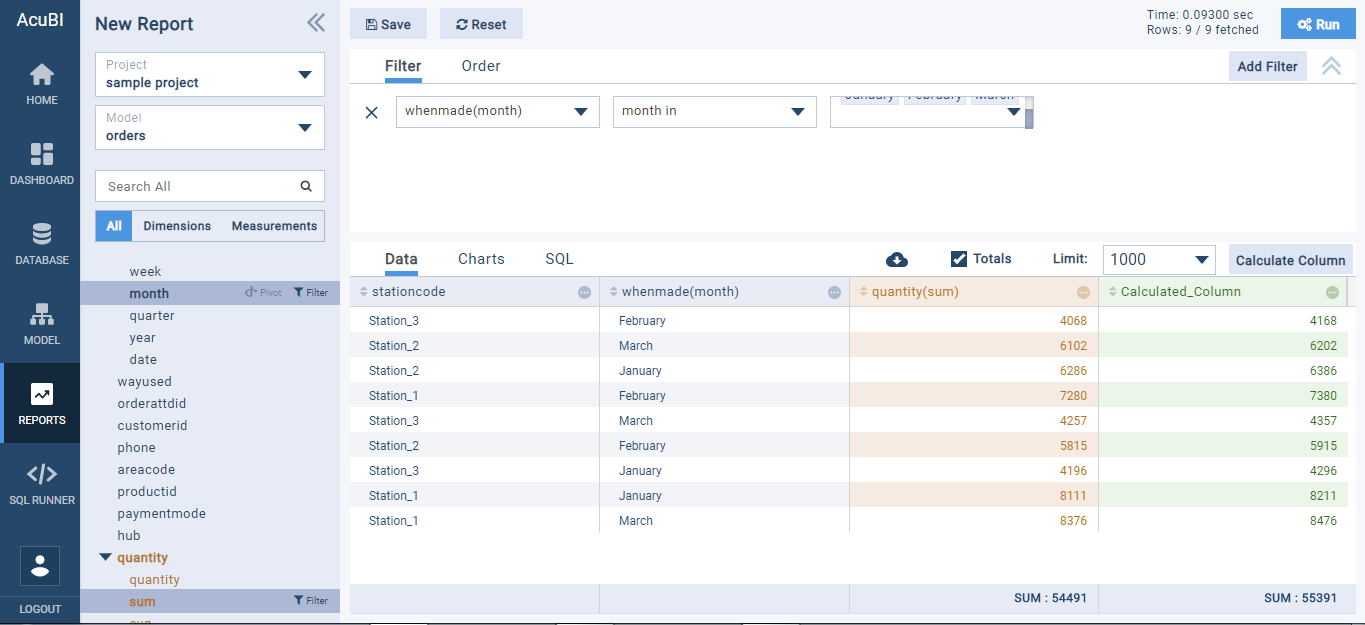 AcuBI
HOME
DASHBOARD
DATABASE
MODEL
REPORTS
SQL RUNNER
LOGOUT
New Report
Project
sample project
Model
orders
Search All
All Dimensions Measurements
week
month Pivot Filter
quarter
year
date
wayused
orderattdid
customerid
phone
areacode
productid
paymentmode
hub
quantity
quantity
sum Filter
avg
Save Reset
Time: 0.09300 sec
Rows: 9 / 9 fetched
Run
Filter Order
Add Filter
whenmade(month) month in January February March
Data Charts SQL Totals Limit: 1000 Calculate Column
stationcode whenmade(month) quantity(sum) Calculated_Column
Station_3 February 4068 4168
Station_2 March 6102 6202
Station_2 January 6286 6386
Station_1 February 7280 7380
Station_3 March 4257 4357
Station_2 February 5815 5915
Station_3 January 4196 4296
Station_1 January 8111 8211
Station_1 March 8376 8476
SUM : 54491 SUM : 55391